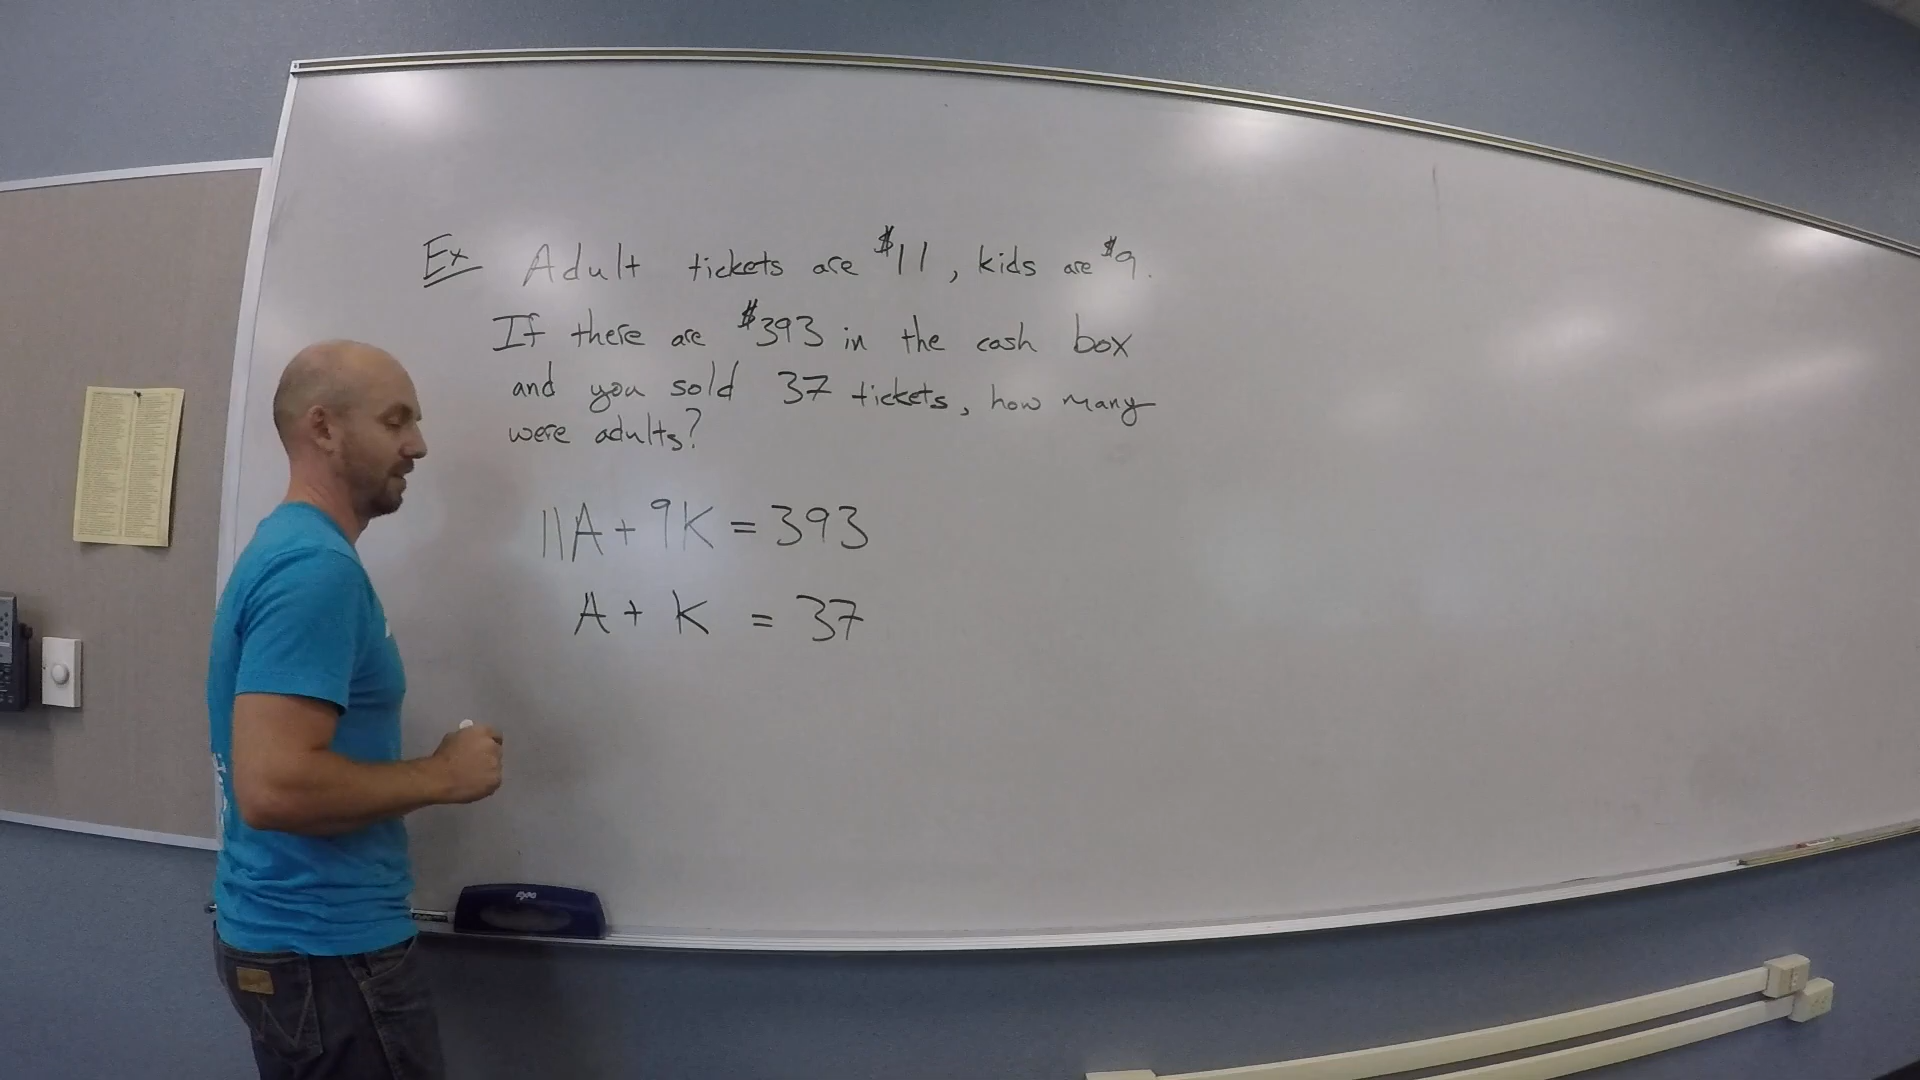 Ex Adult tickets are $11, kids are $9.
If there are $393 in the cash box
and you sold 37 tickets, how many
were adults?
11A + 9K = 393
A + K = 37
expo